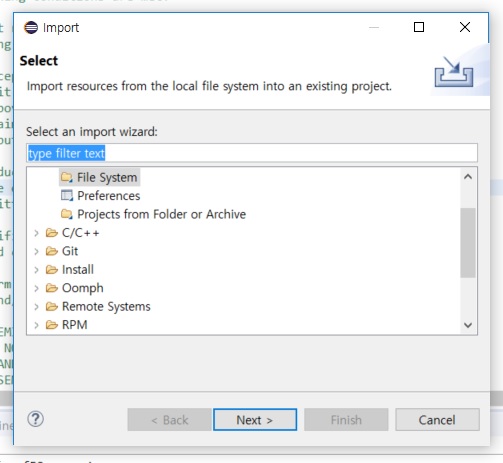 Import
Select
Import resources from the local file system into an existing project.
Select an import wizard:
type filter text
File System
Preferences
Projects from Folder or Archive
C/C++
Git
Install
Oomph
Remote Systems
RPM
< Back
Next >
Finish
Cancel